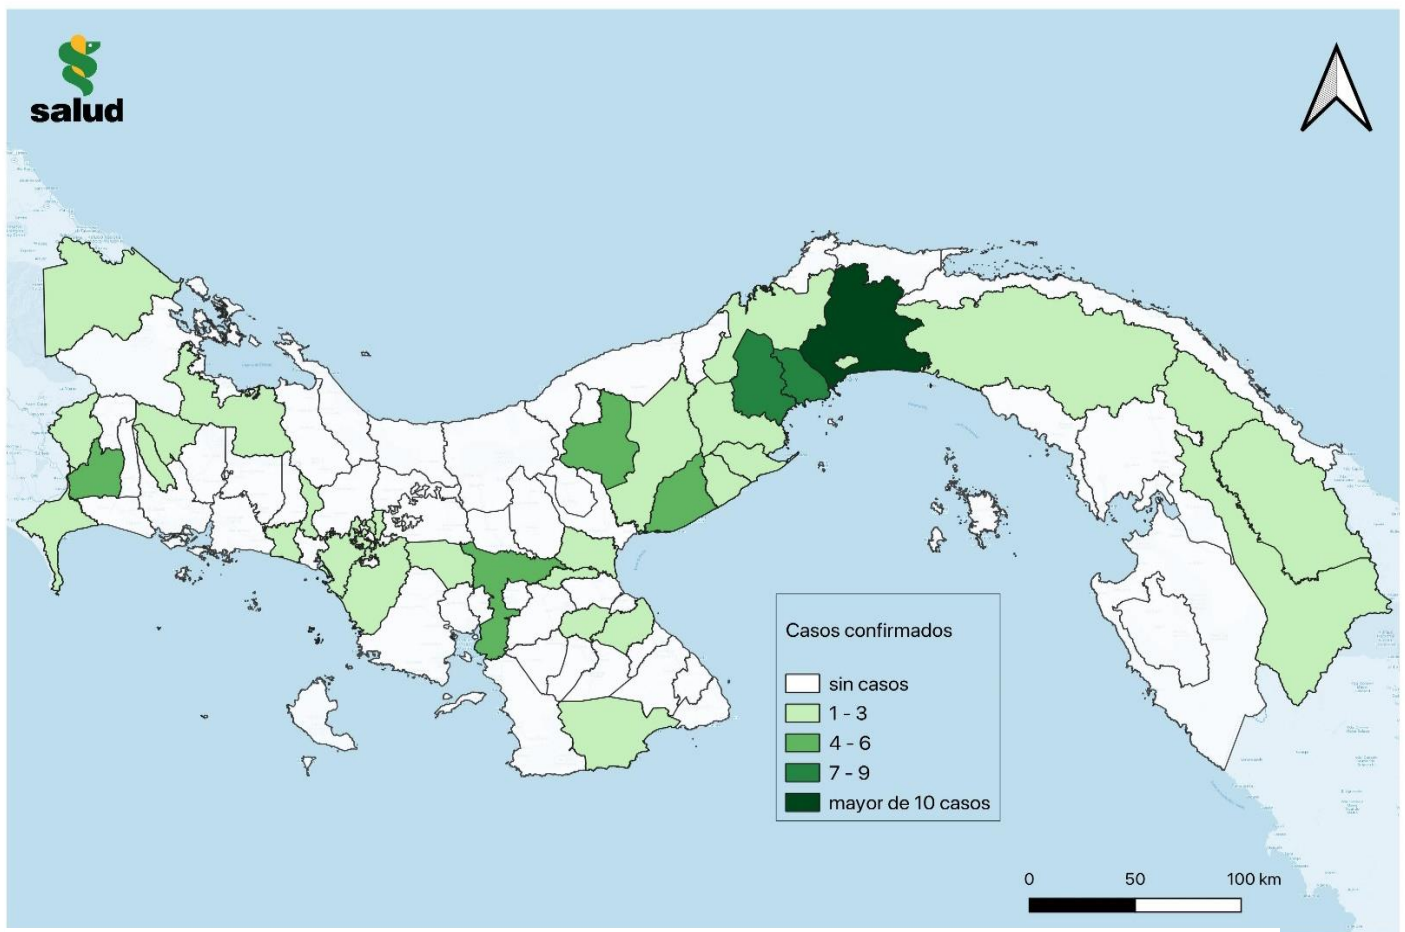 salud
Casos confirmados
sin casos
1 - 3
4 - 6
7 - 9
mayor de 10 casos
0 50 100 km